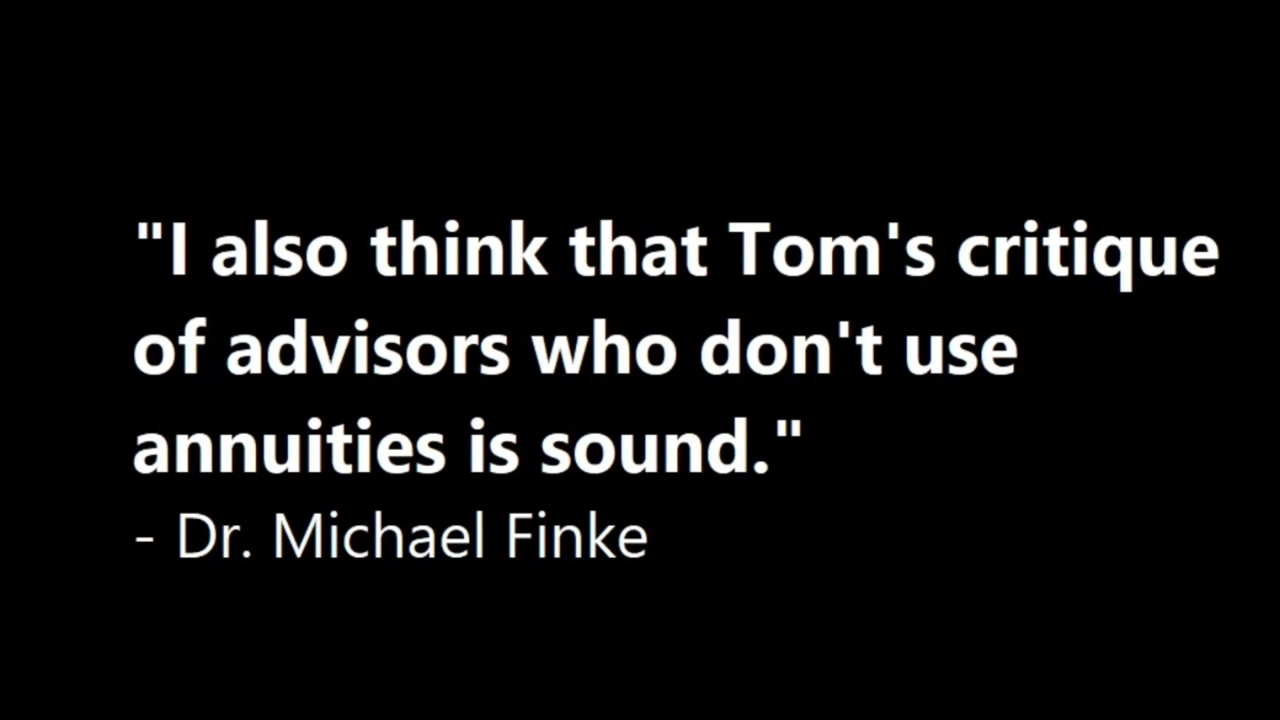 "I also think that Tom's critique
of advisors who don't use
annuities is sound."
- Dr. Michael Finke